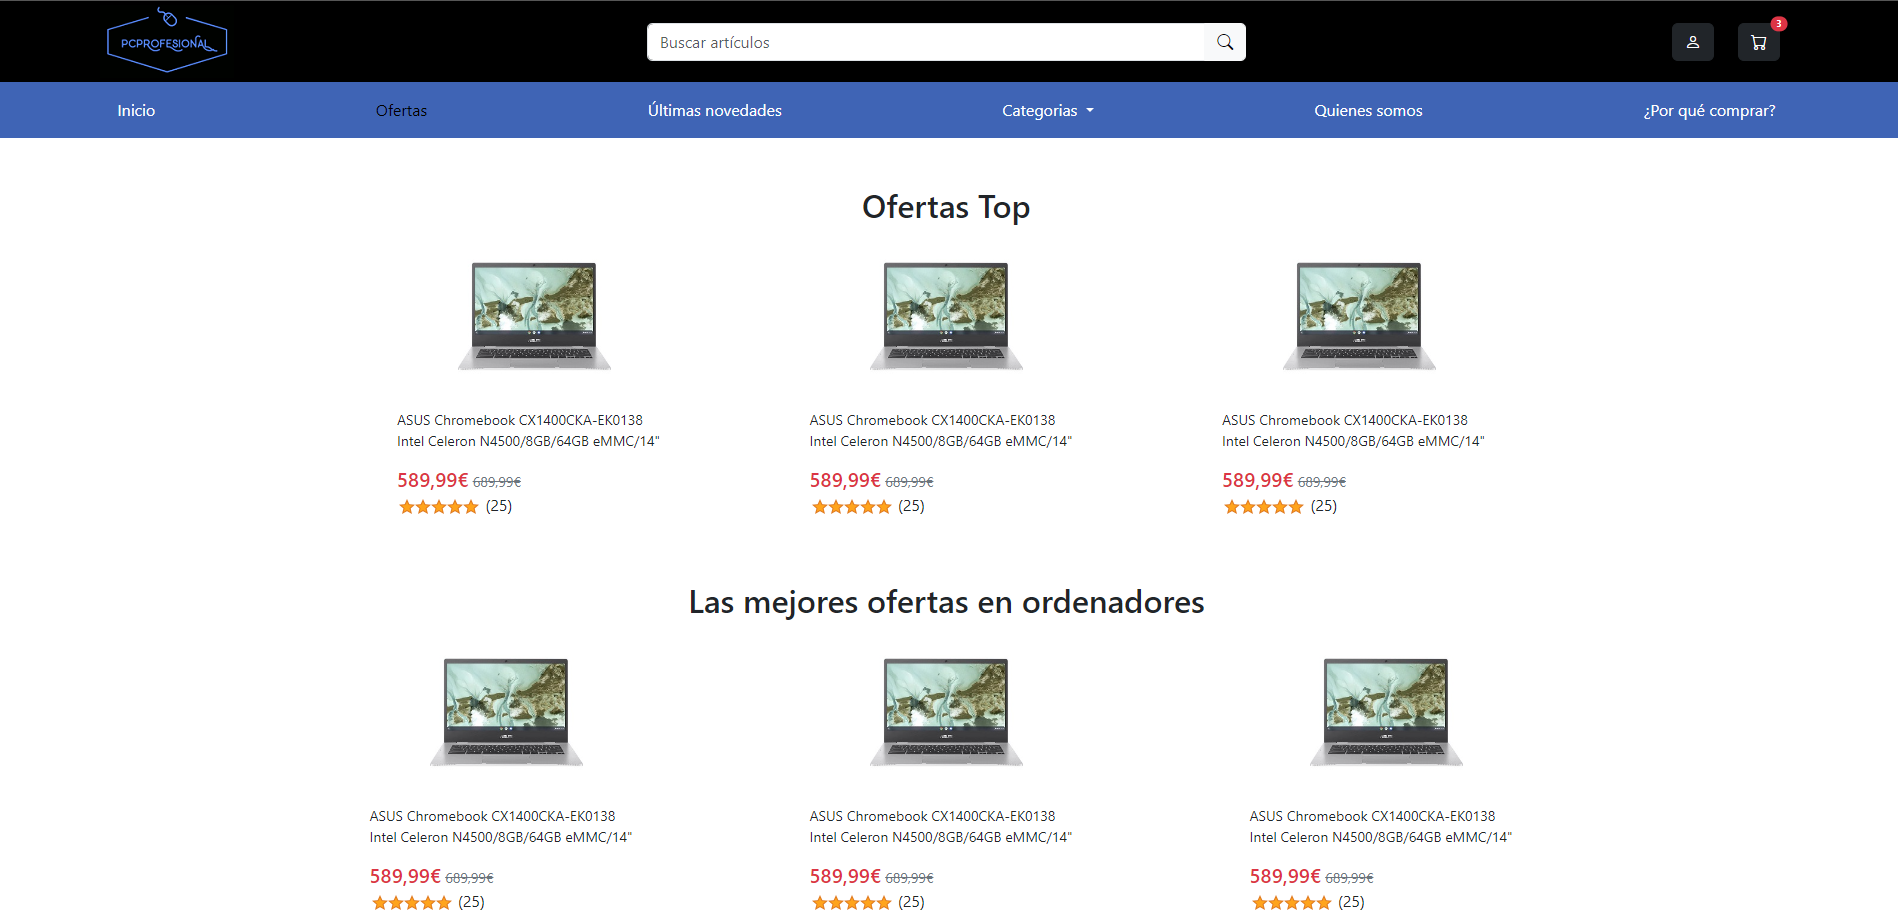 PCPROFESIONAL
Buscar artículos
3
Inicio
Ofertas
Últimas novedades
Categorias
Quienes somos
¿Por qué comprar?
Ofertas Top
ASUS Chromebook CX1400CKA-EK0138
Intel Celeron N4500/8GB/64GB eMMC/14"
589,99€ 689,99€
(25)
ASUS Chromebook CX1400CKA-EK0138
Intel Celeron N4500/8GB/64GB eMMC/14"
589,99€ 689,99€
(25)
ASUS Chromebook CX1400CKA-EK0138
Intel Celeron N4500/8GB/64GB eMMC/14"
589,99€ 689,99€
(25)
Las mejores ofertas en ordenadores
ASUS Chromebook CX1400CKA-EK0138
Intel Celeron N4500/8GB/64GB eMMC/14"
589,99€ 689,99€
(25)
ASUS Chromebook CX1400CKA-EK0138
Intel Celeron N4500/8GB/64GB eMMC/14"
589,99€ 689,99€
(25)
ASUS Chromebook CX1400CKA-EK0138
Intel Celeron N4500/8GB/64GB eMMC/14"
589,99€ 689,99€
(25)